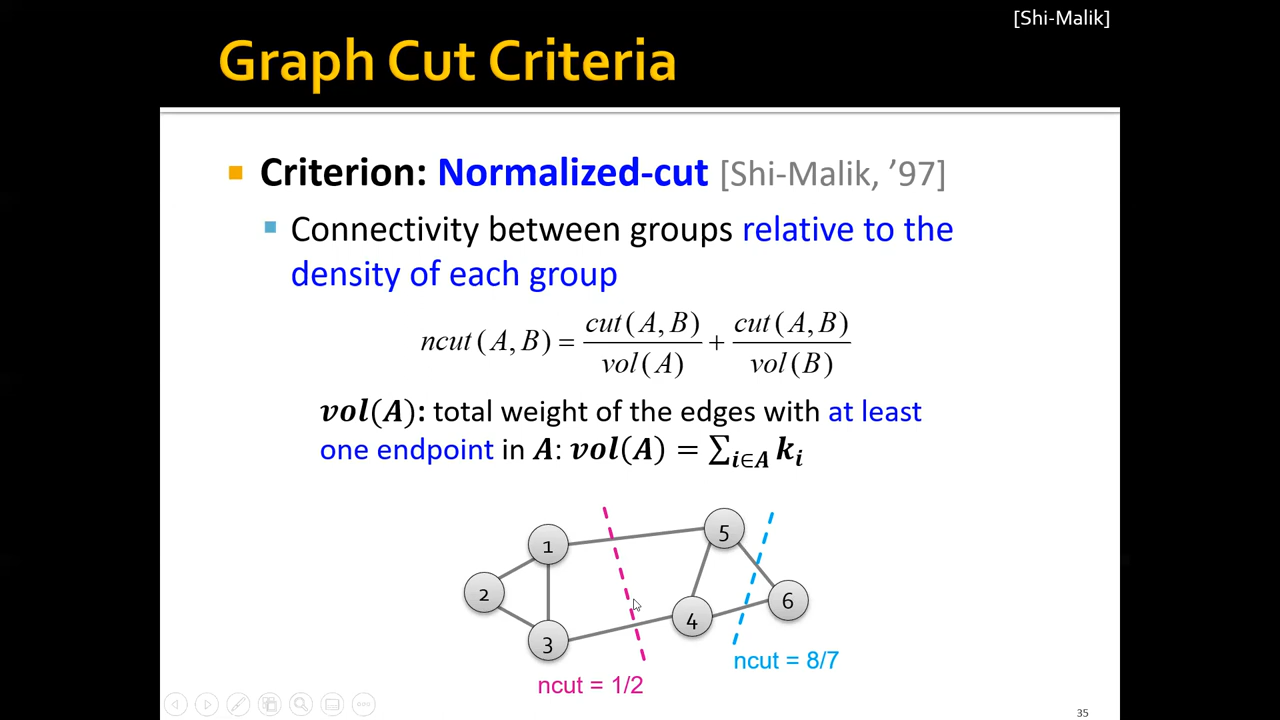 [Shi-Malik]
Graph Cut Criteria
Criterion: Normalized-cut [Shi-Malik, ’97]
Connectivity between groups relative to the
density of each group
ncut(A,B) = cut(A,B)/vol(A) + cut(A,B)/vol(B)
vol(A): total weight of the edges with at least
one endpoint in A: vol(A) = ∑i∈A ki
1
5
2
6
4
3
ncut = 8/7
ncut = 1/2
35